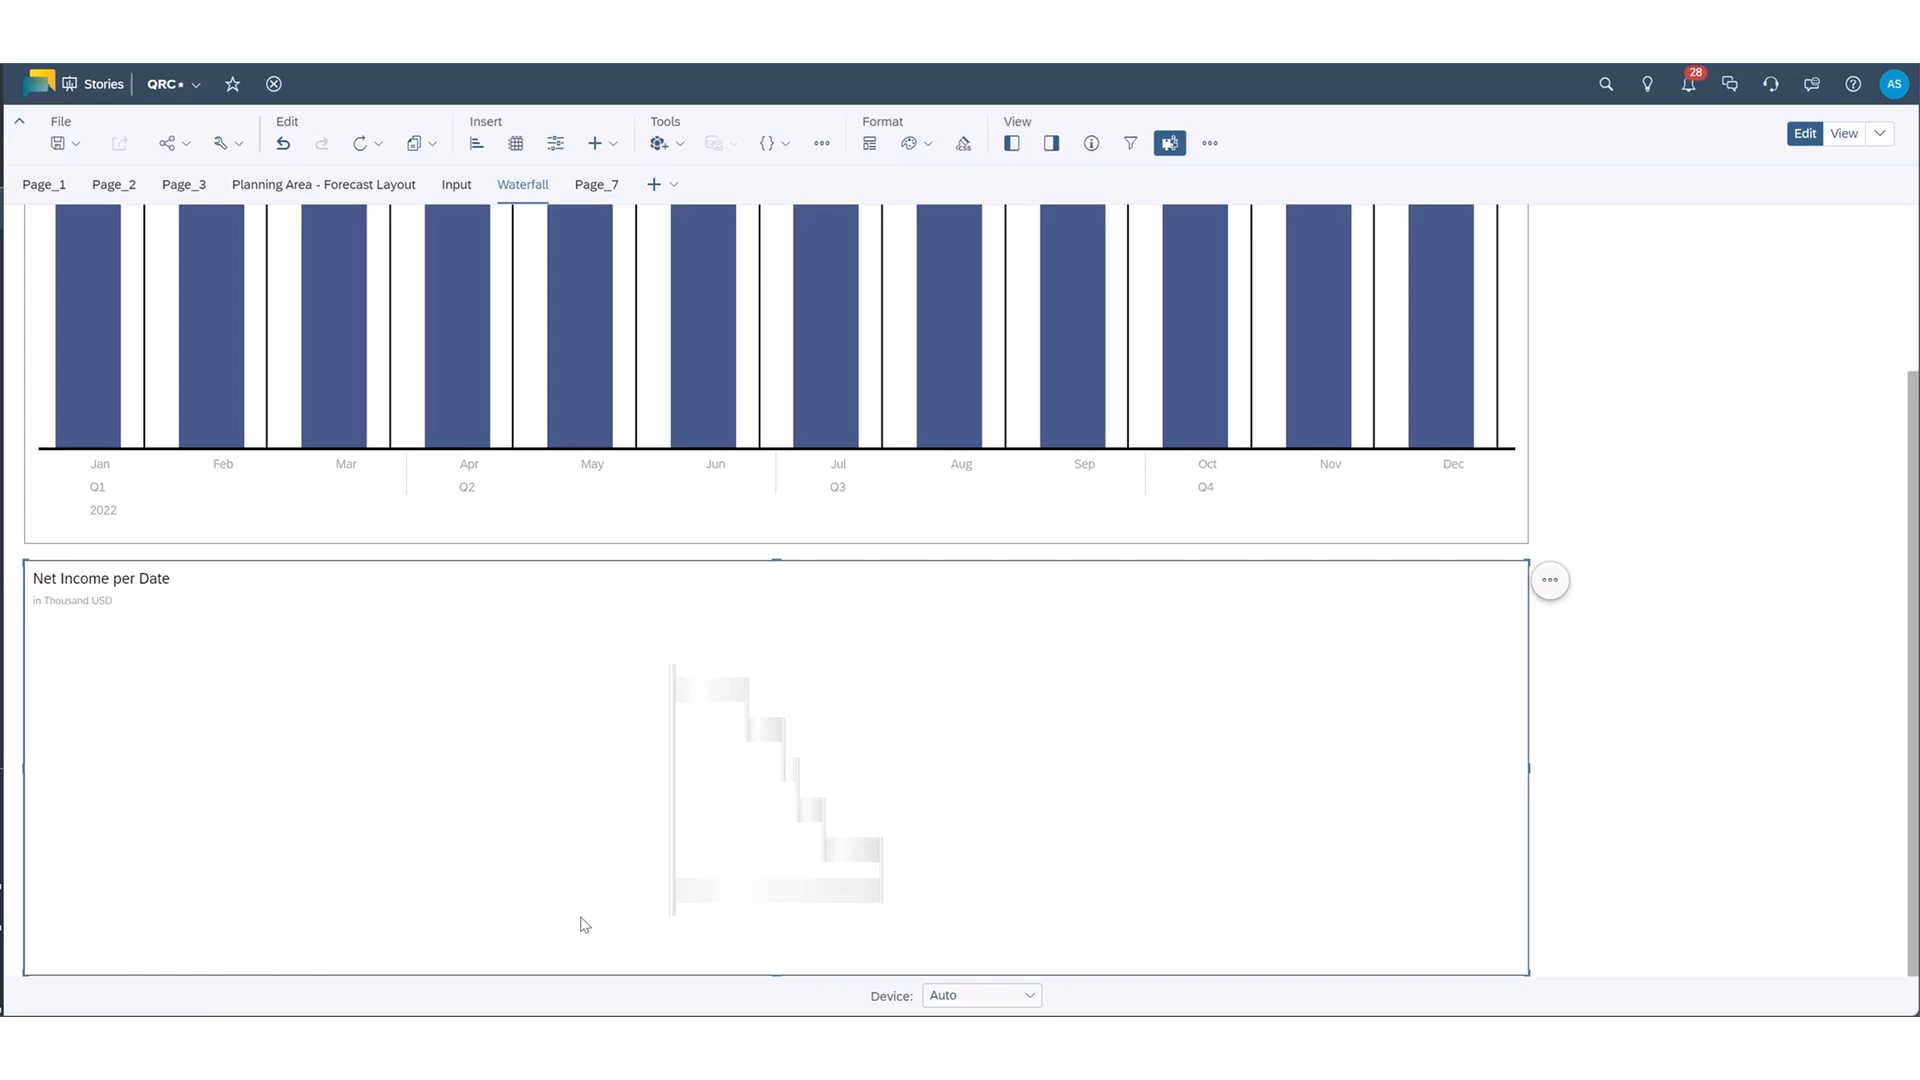 Stories QRC* 28 AS
File Edit Insert Tools Format View
Edit View
Page_1 Page_2 Page_3 Planning Area - Forecast Layout Input Waterfall Page_7
Jan Feb Mar Apr May Jun Jul Aug Sep Oct Nov Dec
Q1 Q2 Q3 Q4
2022
Net Income per Date
in Thousand USD
Device: Auto